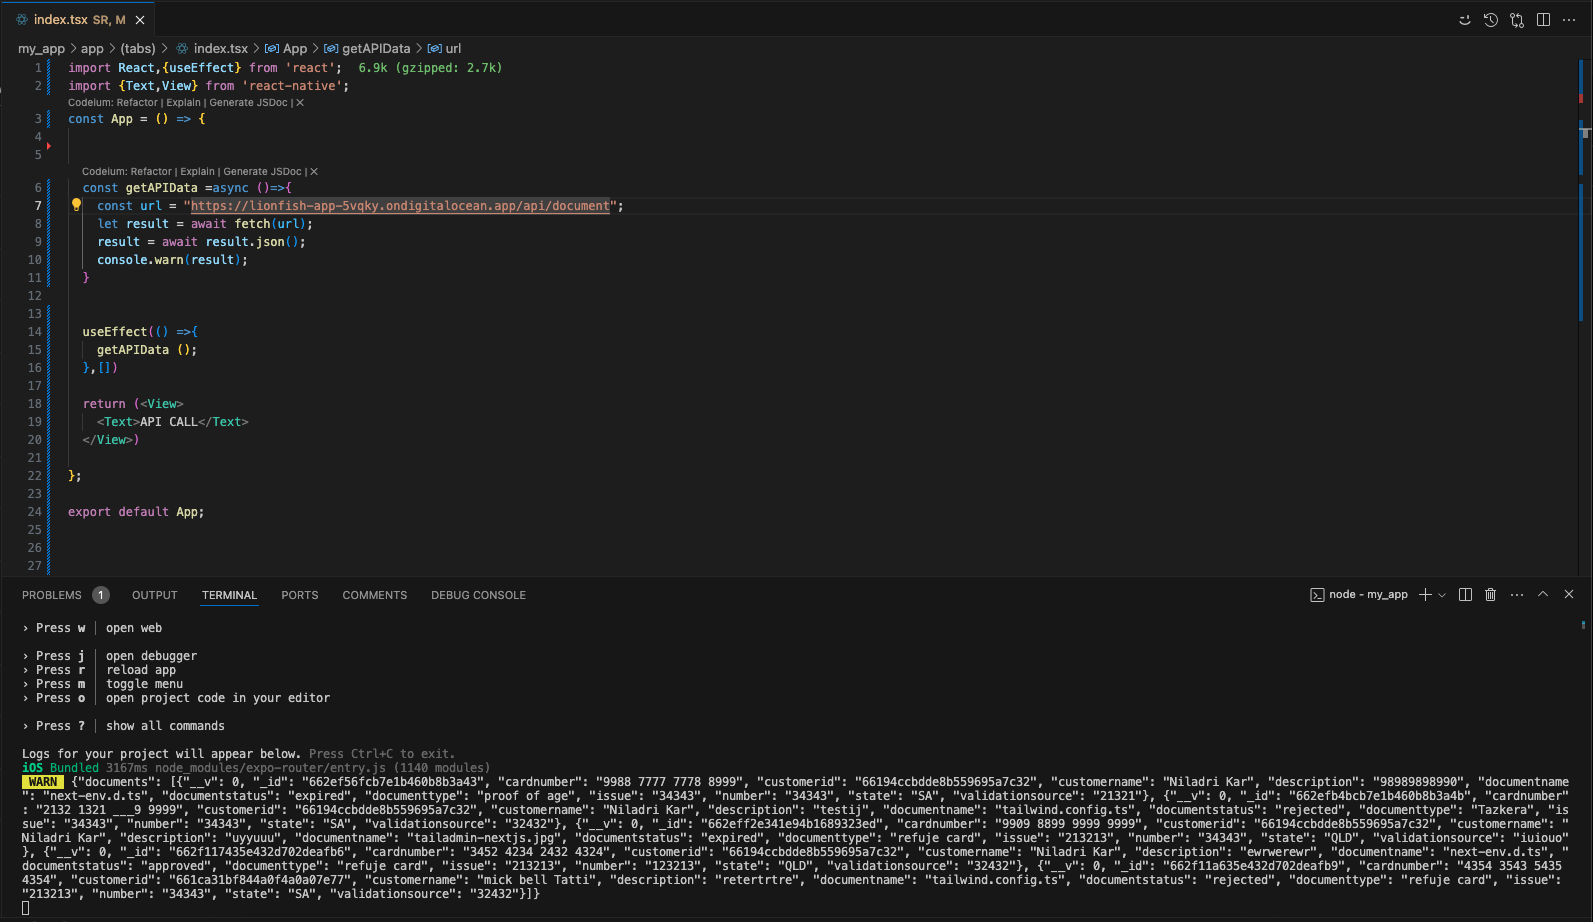 index.tsx SR, M
my_app > app > (tabs) > index.tsx > App > getAPIData > url
1 import React,{useEffect} from 'react'; 6.9k (gzipped: 2.7k)
2 import {Text,View} from 'react-native';
Codeium: Refactor | Explain | Generate JSDoc | ×
3 const App = () => {
4
5
Codeium: Refactor | Explain | Generate JSDoc | ×
6 const getAPIData =async ()=>{
7 const url = "https://lionfish-app-5vqky.ondigitalocean.app/api/document";
8 let result = await fetch(url);
9 result = await result.json();
10 console.warn(result);
11 }
12
13
14 useEffect(() =>{
15 getAPIData ();
16 },[])
17
18 return (<View>
19 <Text>API CALL</Text>
20 </View>)
21
22 };
23
24 export default App;
25
26
27
PROBLEMS 1 OUTPUT TERMINAL PORTS COMMENTS DEBUG CONSOLE node - my_app
› Press w │ open web
› Press j │ open debugger
› Press r │ reload app
› Press m │ toggle menu
› Press o │ open project code in your editor
› Press ? │ show all commands
Logs for your project will appear below. Press Ctrl+C to exit.
iOS Bundled 3167ms node_modules/expo-router/entry.js (1140 modules)
WARN {"documents": [{"__v": 0, "_id": "662ef56fcb7e1b460b8b3a43", "cardnumber": "9988 7777 7778 8999", "customerid": "66194ccbdde8b559695a7c32", "customername": "Niladri Kar", "description": "98989898990", "documentname
": "next-env.d.ts", "documentstatus": "expired", "documenttype": "proof of age", "issue": "34343", "number": "34343", "state": "SA", "validationsource": "21321"}, {"__v": 0, "_id": "662efb4bcb7e1b460b8b3a4b", "cardnumber"
: "2132 1321 ___9 9999", "customerid": "66194ccbdde8b559695a7c32", "customername": "Niladri Kar", "description": "testij", "documentname": "tailwind.config.ts", "documentstatus": "rejected", "documenttype": "Tazkera", "is
sue": "34343", "number": "34343", "state": "SA", "validationsource": "32432"}, {"__v": 0, "_id": "662eff2e341e94b1689323ed", "cardnumber": "9909 8899 9999 9999", "customerid": "66194ccbdde8b559695a7c32", "customername": "
Niladri Kar", "description": "uyyuuu", "documentname": "tailadmin-nextjs.jpg", "documentstatus": "expired", "documenttype": "refuje card", "issue": "213213", "number": "34343", "state": "QLD", "validationsource": "iuiouo"
}, {"__v": 0, "_id": "662f117435e432d702deafb6", "cardnumber": "3452 4234 2432 4324", "customerid": "66194ccbdde8b559695a7c32", "customername": "Niladri Kar", "description": "ewrwerewr", "documentname": "next-env.d.ts", "
documentstatus": "approved", "documenttype": "refuje card", "issue": "213213", "number": "123213", "state": "QLD", "validationsource": "32432"}, {"__v": 0, "_id": "662f11a635e432d702deafb9", "cardnumber": "4354 3543 5435
4354", "customerid": "661ca31bf844a0f4a0a07e77", "customername": "mick bell Tatti", "description": "retertrtre", "documentname": "tailwind.config.ts", "documentstatus": "rejected", "documenttype": "refuje card", "issue":
"213213", "number": "34343", "state": "SA", "validationsource": "32432"}]}